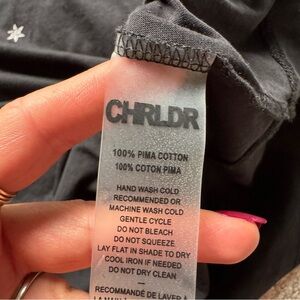 CHRLDR
100% PIMA COTTON
100% COTON PIMA
HAND WASH COLD
RECOMMENDED OR
MACHINE WASH COLD
GENTLE CYCLE
DO NOT BLEACH
DO NOT SQUEEZE
LAY FLAT IN SHADE TO DRY
COOL IRON IF NEEDED
DO NOT DRY CLEAN
—
RECOMMANDÉ DE LAVER À